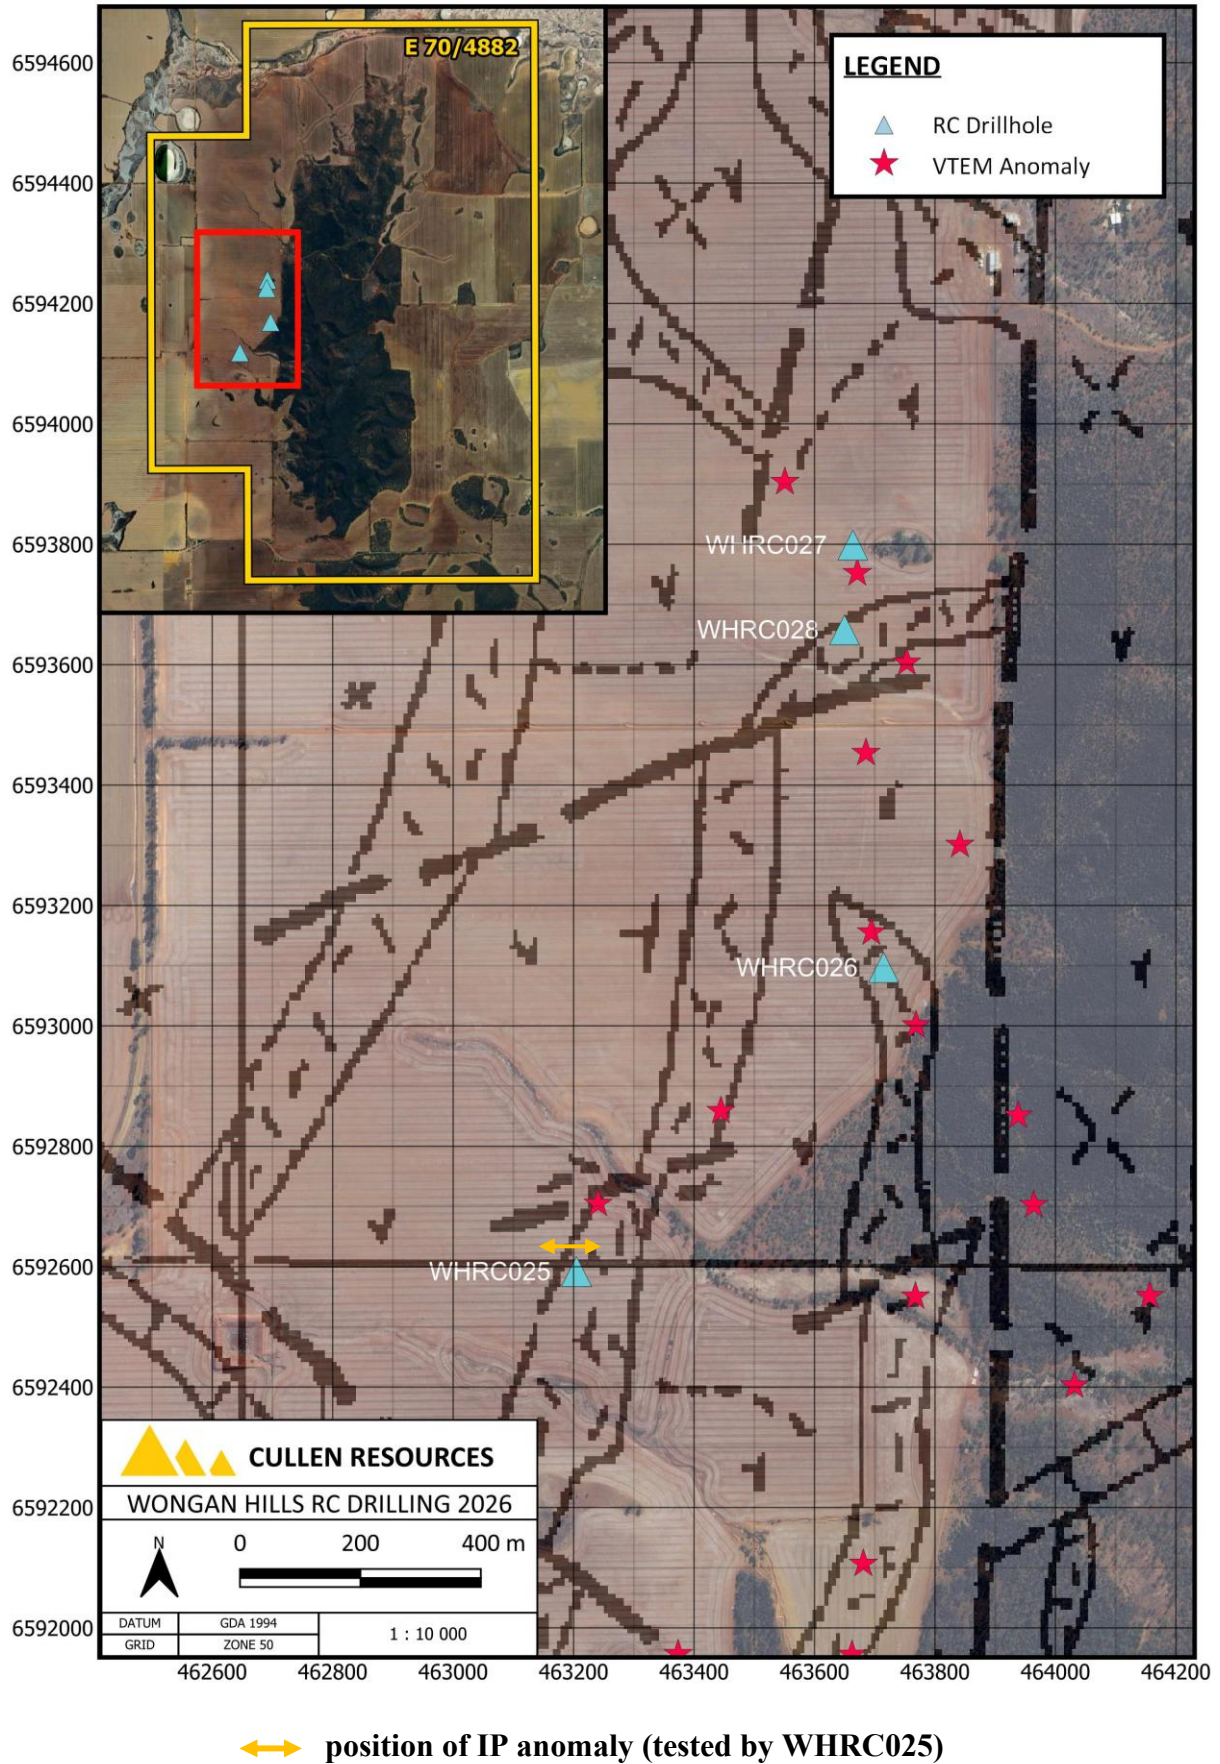 E 70/4882
LEGEND
RC Drillhole
VTEM Anomaly
6594600
6594400
6594200
6594000
6593800
6593600
6593400
6593200
6593000
6592800
6592600
6592400
6592200
6592000
WHRC027
WHRC028
WHRC026
WHRC025
CULLEN RESOURCES
WONGAN HILLS RC DRILLING 2026
N
0 200 400 m
DATUM GDA 1994
GRID ZONE 50
1 : 10 000
462600 462800 463000 463200 463400 463600 463800 464000 464200
position of IP anomaly (tested by WHRC025)